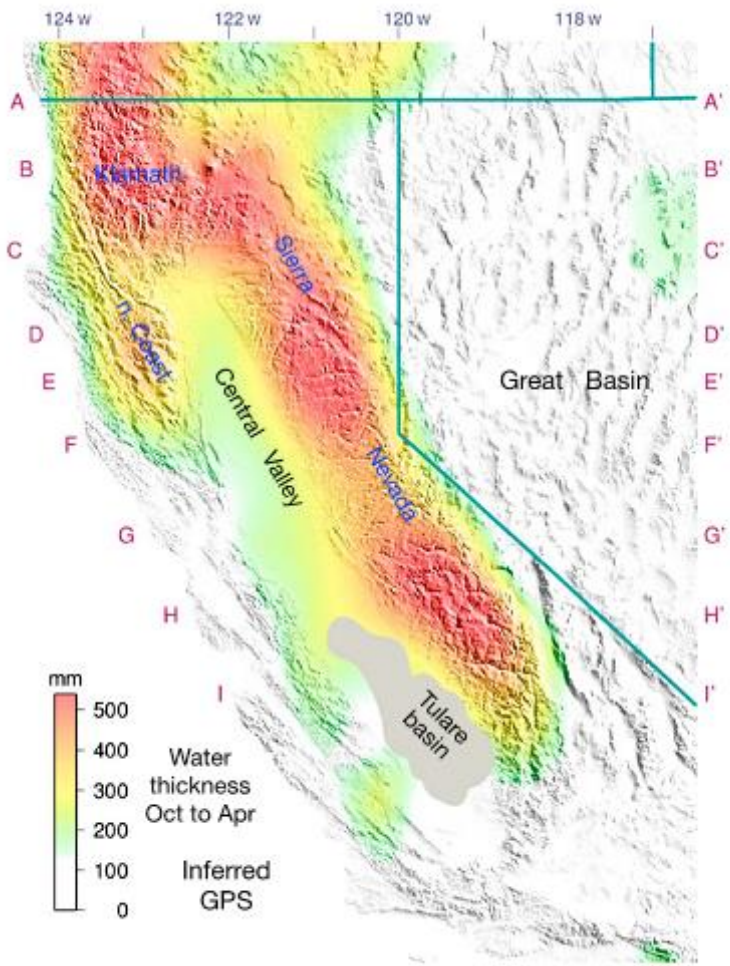 124 W 122 W 120 W 118 W
A A'
B B'
Klamath
C C'
Sierra
n. Coast
D D'
E E'
Great Basin
Central Valley
F F'
Nevada
G G'
H H'
I I'
mm
500
400
300
200
100
0
Water
thickness
Oct to Apr
Inferred
GPS
Tulare
basin